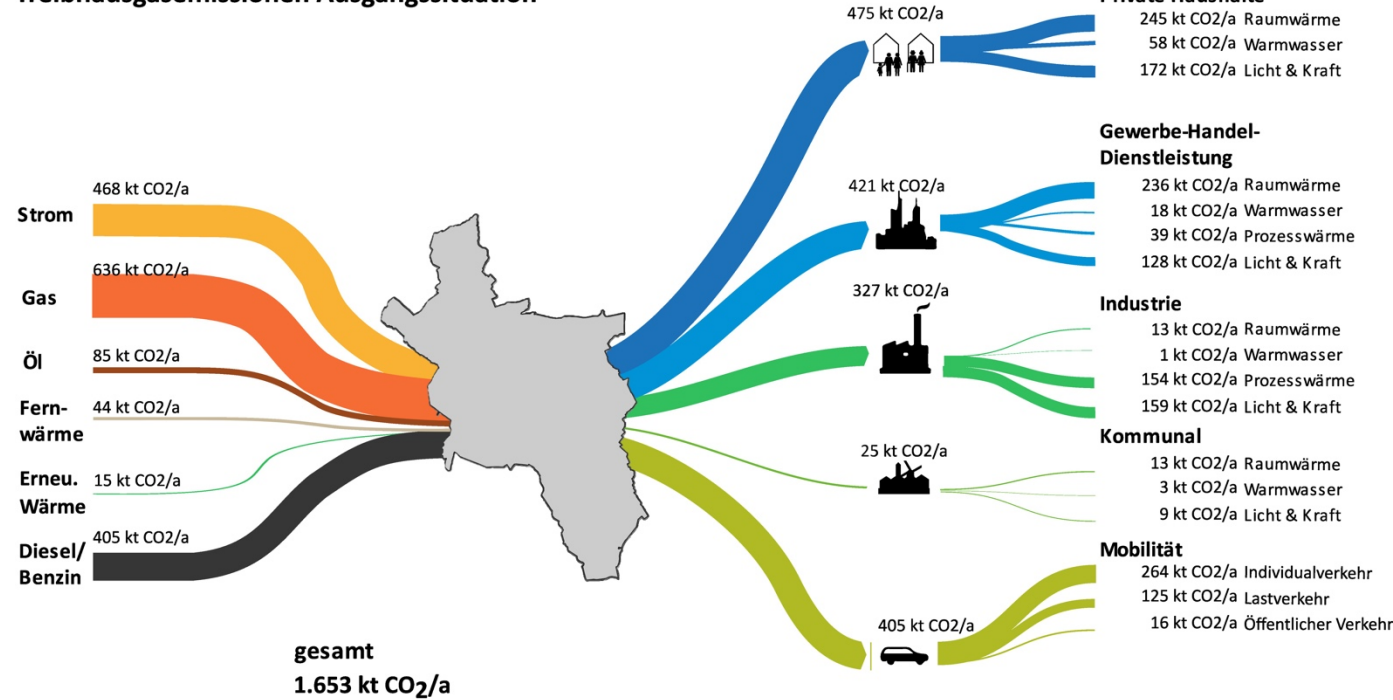 Treibhausgasemissionen Ausgangssituation
Strom
468 kt CO2/a
Gas
636 kt CO2/a
Öl
85 kt CO2/a
Fern-
wärme
44 kt CO2/a
Erneu.
Wärme
15 kt CO2/a
Diesel/
Benzin
405 kt CO2/a
gesamt
1.653 kt CO₂/a
475 kt CO2/a
Private Haushalte
245 kt CO2/a Raumwärme
58 kt CO2/a Warmwasser
172 kt CO2/a Licht & Kraft
421 kt CO2/a
Gewerbe-Handel-
Dienstleistung
236 kt CO2/a Raumwärme
18 kt CO2/a Warmwasser
39 kt CO2/a Prozesswärme
128 kt CO2/a Licht & Kraft
327 kt CO2/a
Industrie
13 kt CO2/a Raumwärme
1 kt CO2/a Warmwasser
154 kt CO2/a Prozesswärme
159 kt CO2/a Licht & Kraft
25 kt CO2/a
Kommunal
13 kt CO2/a Raumwärme
3 kt CO2/a Warmwasser
9 kt CO2/a Licht & Kraft
405 kt CO2/a
Mobilität
264 kt CO2/a Individualverkehr
125 kt CO2/a Lastverkehr
16 kt CO2/a Öffentlicher Verkehr